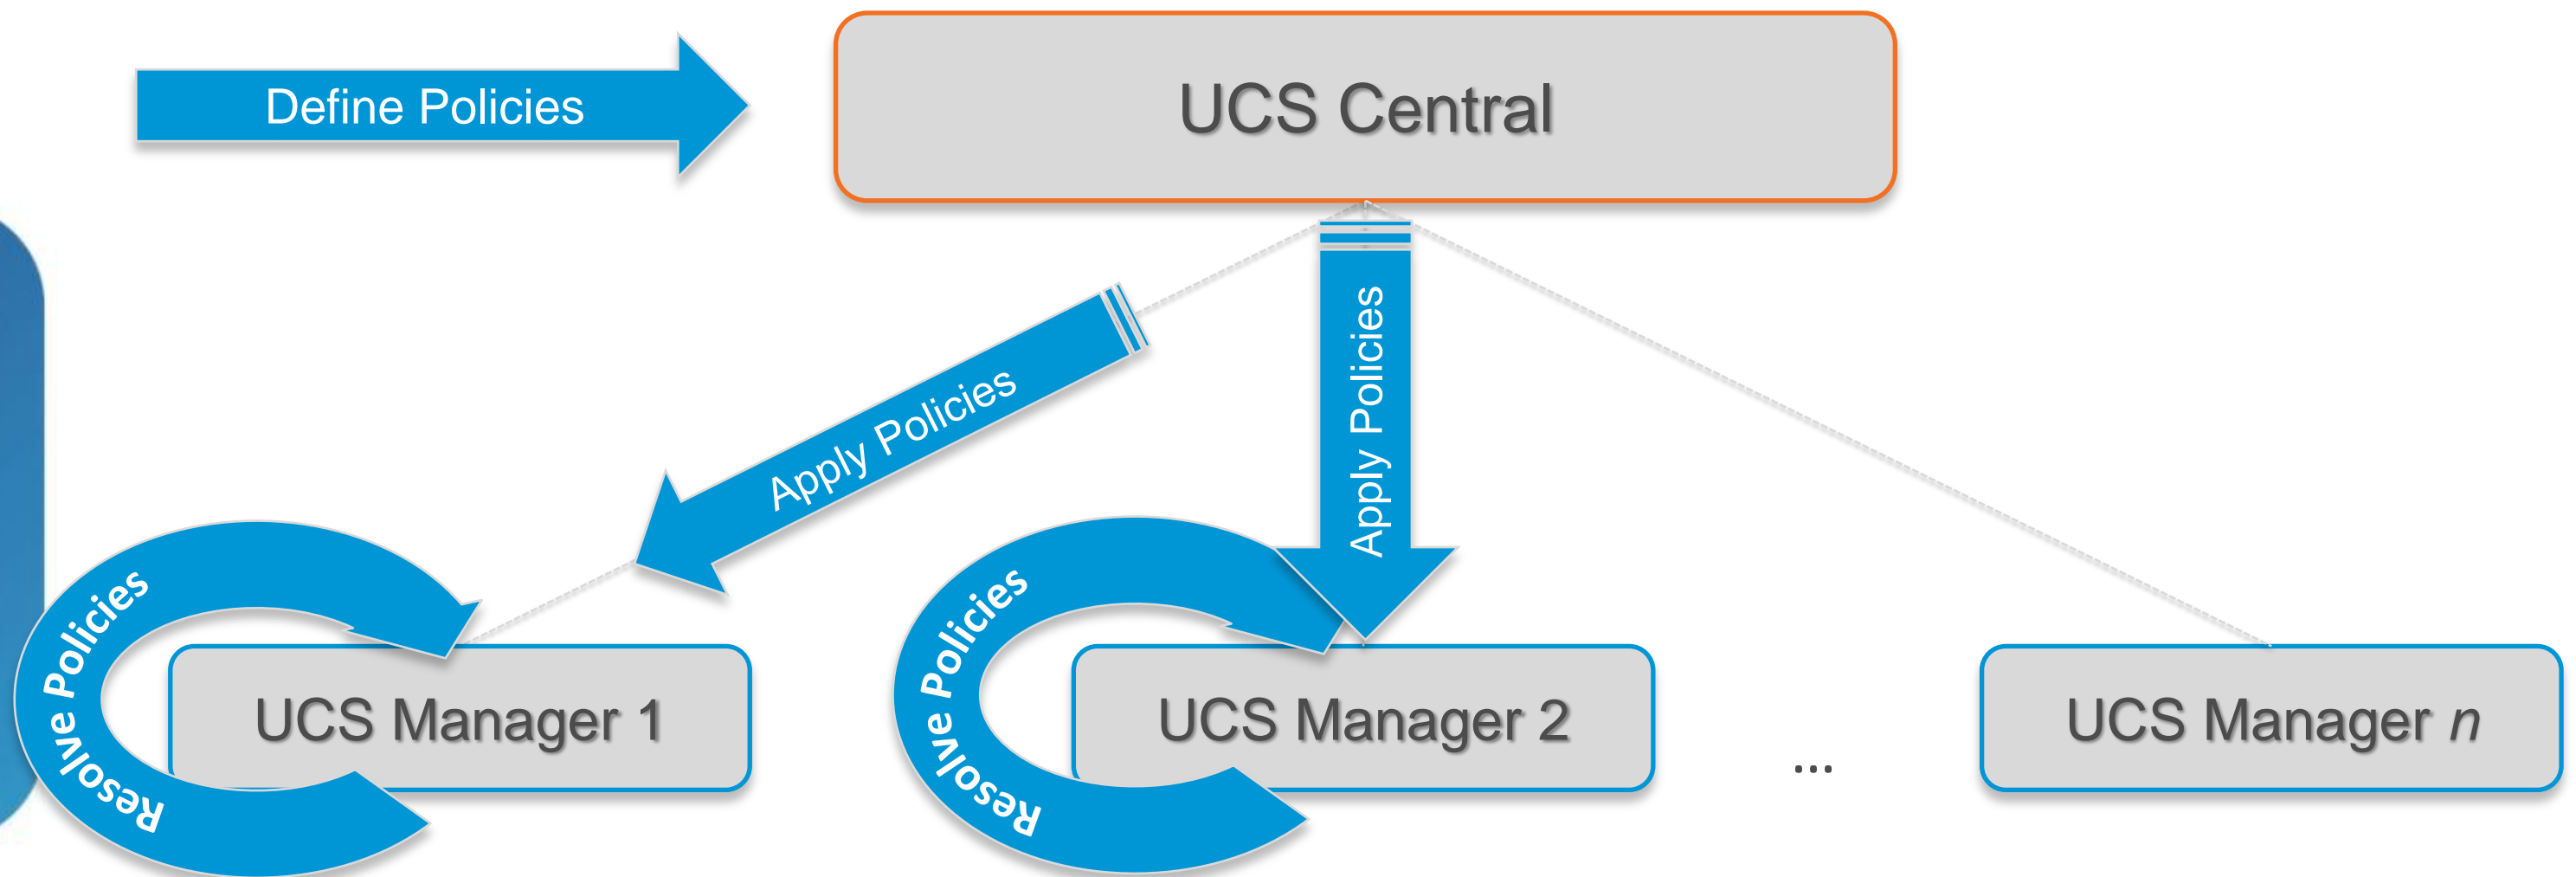 Define Policies
UCS Central
Apply Policies
Apply Policies
Resolve Policies
Resolve Policies
UCS Manager 1
UCS Manager 2
...
UCS Manager n